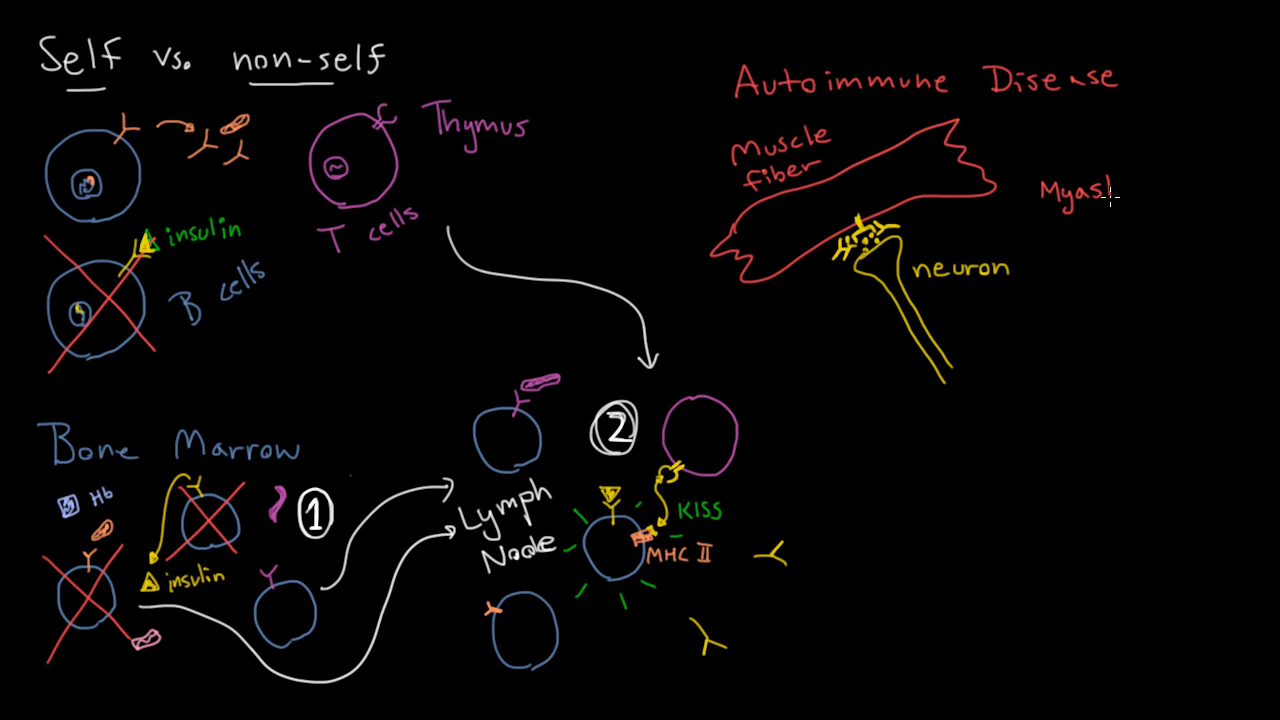 Self vs. non-self
Thymus
T cells
insulin
B cells
Bone Marrow
Hb
insulin
1
2
Lymph
Node
KISS
MHC II
Autoimmune Disease
Muscle
fiber
neuron
Myast